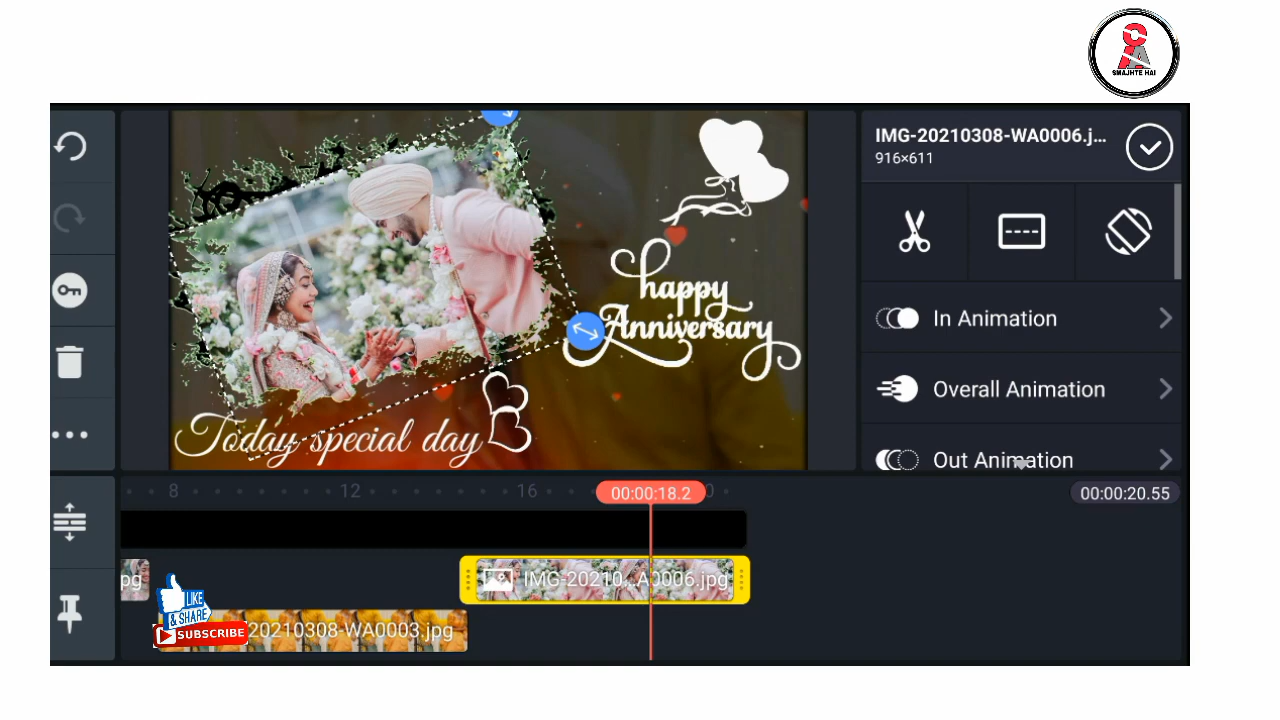 SMAJHTE HAI
IMG-20210308-WA0006.j...
916×611
In Animation
Overall Animation
Out Animation
happy
Anniversary
Today special day
8
12
16
00:00:18.2
0
00:00:20.55
pg
IMG-20210...A0006.jpg
LIKE
& SHARE
SUBSCRIBE
20210308-WA0003.jpg